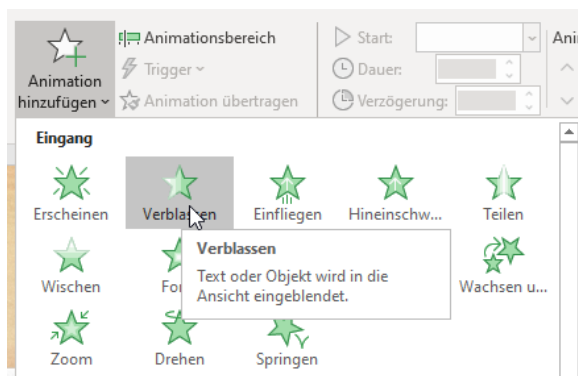 Animationsbereich
Start:
Ani
Trigger
Dauer:
Animation
hinzufügen
Animation übertragen
Verzögerung:
Eingang
Erscheinen
Verblassen
Einfliegen
Hineinschw...
Teilen
Verblassen
Text oder Objekt wird in die
Ansicht eingeblendet.
Wischen
For
Wachsen u...
Zoom
Drehen
Springen